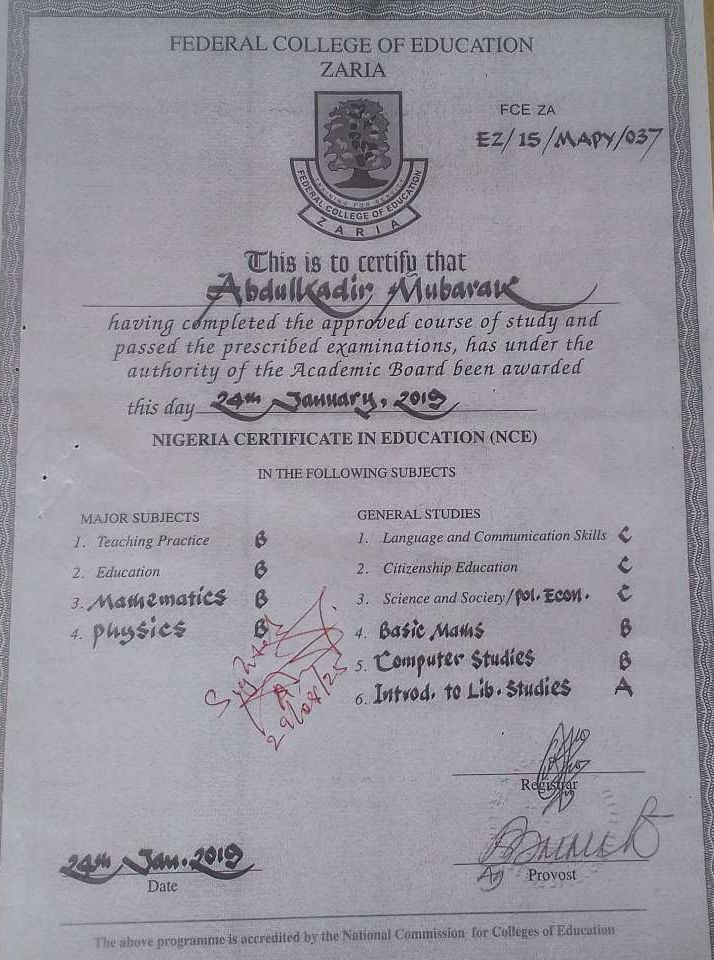 FEDERAL COLLEGE OF EDUCATION
ZARIA
FCE ZA
EZ/15/MAPY/037
FEDERAL COLLEGE OF EDUCATION
ZARIA
This is to certify that
Abdulkadir Mubarak
having completed the approved course of study and
passed the prescribed examinations, has under the
authority of the Academic Board been awarded
this day 24th January, 2019
NIGERIA CERTIFICATE IN EDUCATION (NCE)
IN THE FOLLOWING SUBJECTS
MAJOR SUBJECTS
1. Teaching Practice B
2. Education B
3. Mathematics B
4. Physics B
GENERAL STUDIES
1. Language and Communication Skills C
2. Citizenship Education C
3. Science and Society/Pol. Econ. C
4. Basic Maths B
5. Computer Studies B
6. Introd. to Lib. Studies A
29/08/25
Registrar
24th Jan. 2019
Date
Ag Provost
The above programme is accredited by the National Commission for Colleges of Education